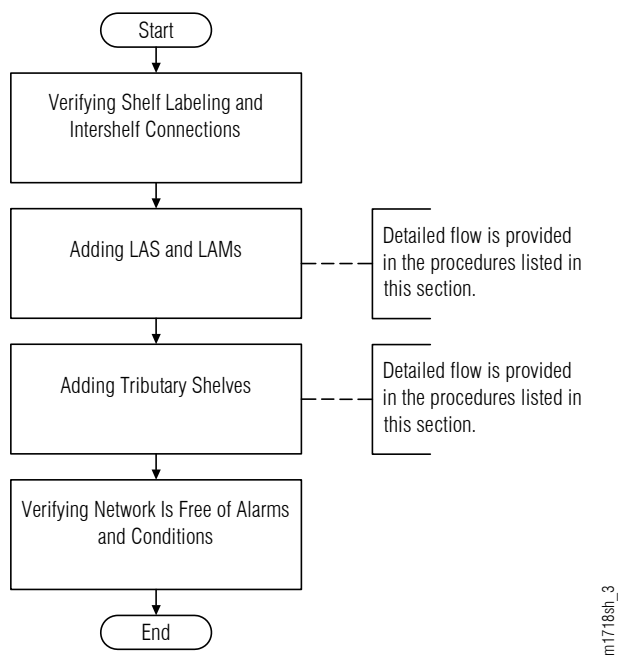 Start
Verifying Shelf Labeling and
Intershelf Connections
Adding LAS and LAMs
Detailed flow is provided
in the procedures listed in
this section.
Adding Tributary Shelves
Detailed flow is provided
in the procedures listed in
this section.
Verifying Network Is Free of Alarms
and Conditions
End
m1718sh_3